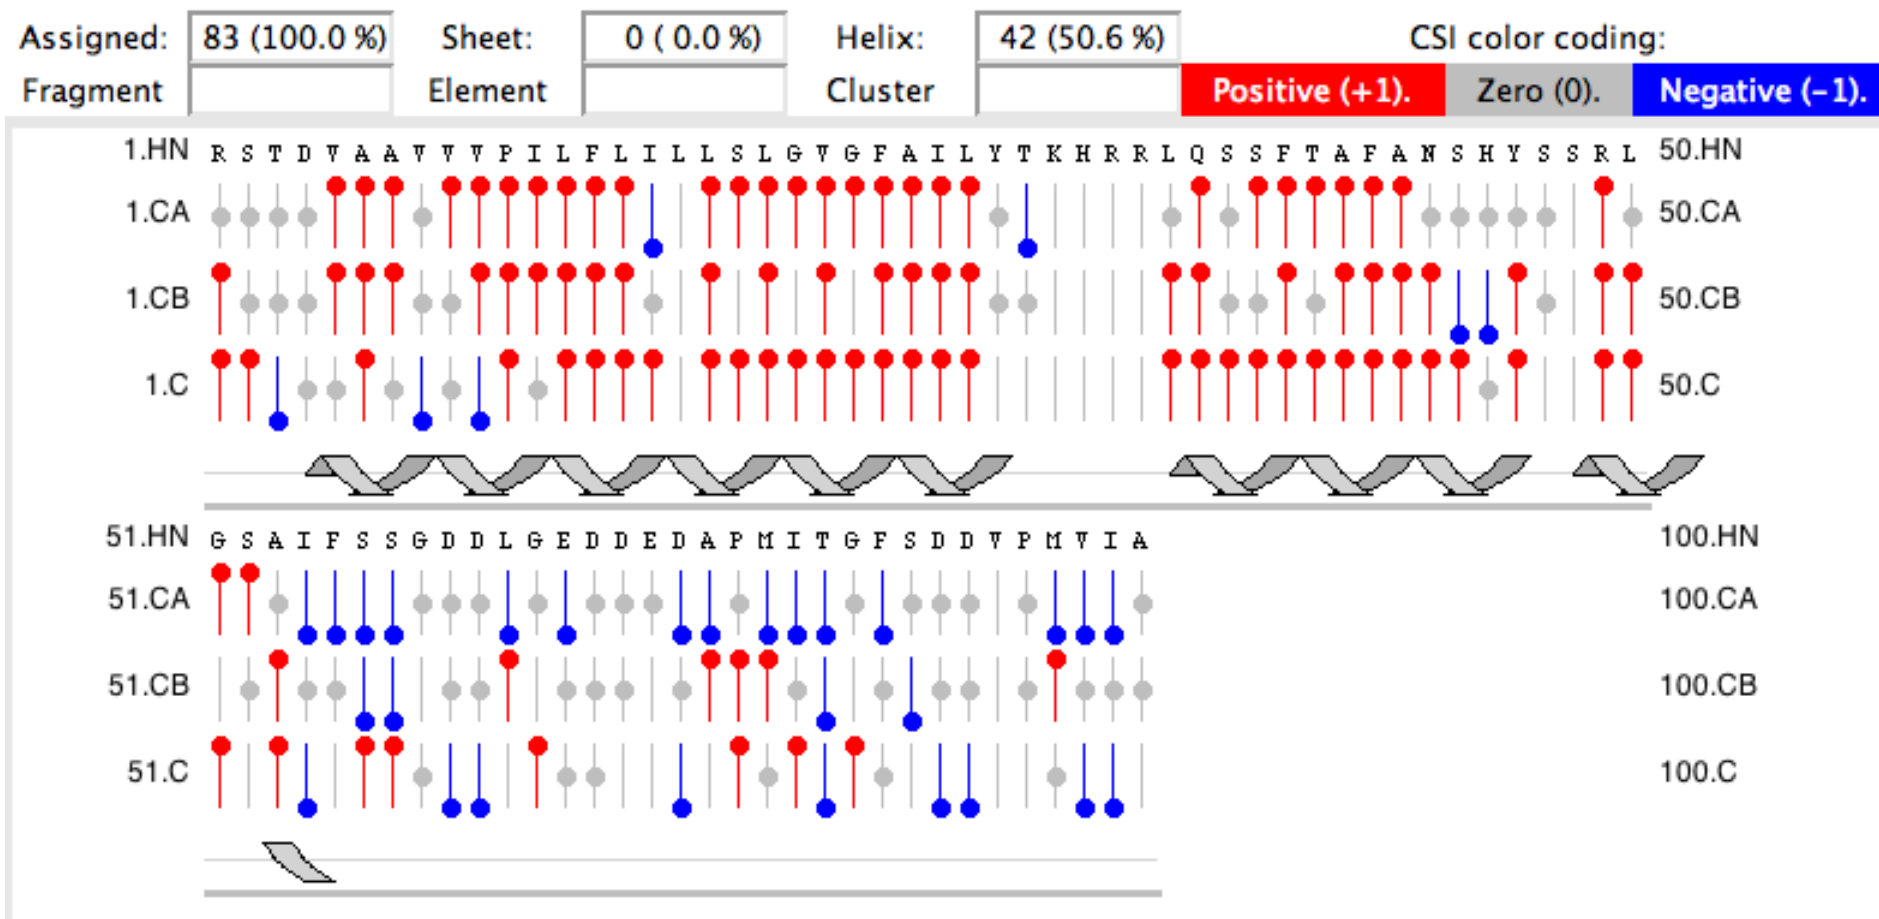 Assigned: 83 (100.0 %) Sheet: 0 ( 0.0 %) Helix: 42 (50.6 %) CSI color coding:
Fragment Element Cluster Positive (+1). Zero (0). Negative (−1).
1.HN R S T D V A A V V V P I L F L I L L S L G V G F A I L Y T K H R R L Q S S F T A F A N S H Y S S R L 50.HN
1.CA 50.CA
1.CB 50.CB
1.C 50.C
51.HN G S A I F S S G D D L G E D D E D A P M I T G F S D D V P M V I A 100.HN
51.CA 100.CA
51.CB 100.CB
51.C 100.C